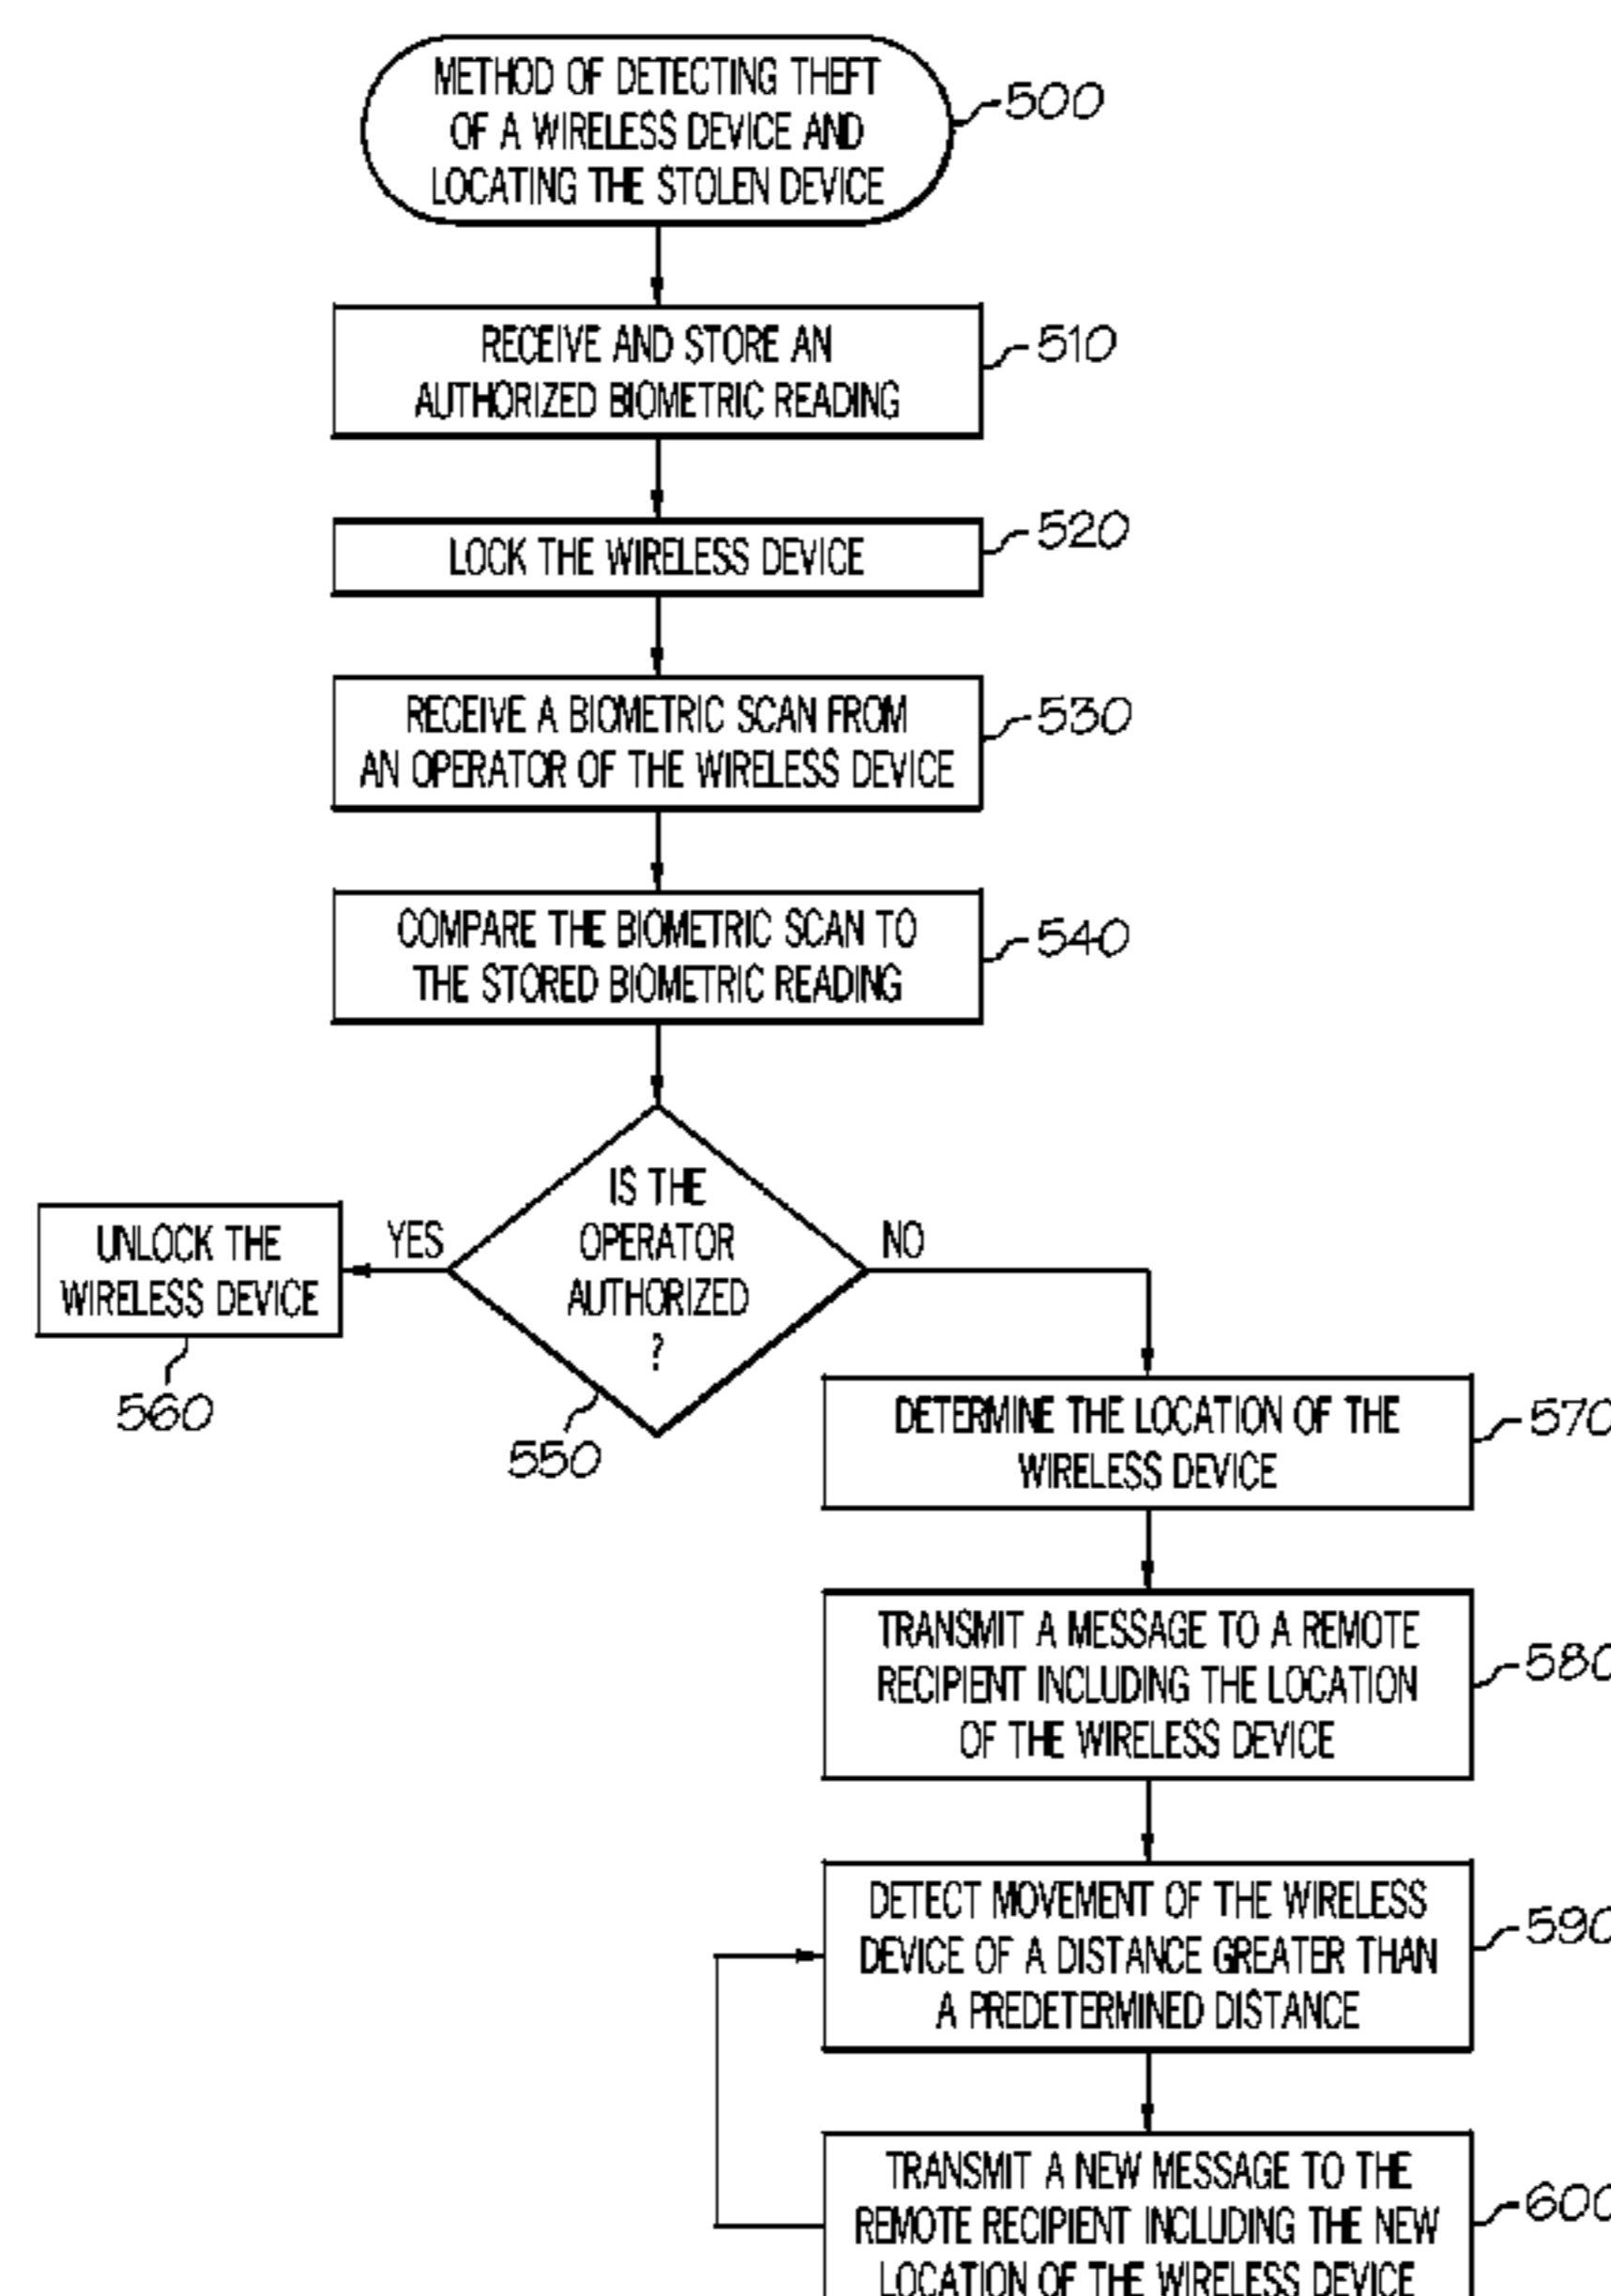 METHOD OF DETECTING THEFT
OF A WIRELESS DEVICE AND
LOCATING THE STOLEN DEVICE
500
RECEIVE AND STORE AN
AUTHORIZED BIOMETRIC READING
510
LOCK THE WIRELESS DEVICE
520
RECEIVE A BIOMETRIC SCAN FROM
AN OPERATOR OF THE WIRELESS DEVICE
530
COMPARE THE BIOMETRIC SCAN TO
THE STORED BIOMETRIC READING
540
IS THE
OPERATOR
AUTHORIZED
?
550
YES
NO
UNLOCK THE
WIRELESS DEVICE
560
DETERMINE THE LOCATION OF THE
WIRELESS DEVICE
570
TRANSMIT A MESSAGE TO A REMOTE
RECIPIENT INCLUDING THE LOCATION
OF THE WIRELESS DEVICE
580
DETECT MOVEMENT OF THE WIRELESS
DEVICE OF A DISTANCE GREATER THAN
A PREDETERMINED DISTANCE
590
TRANSMIT A NEW MESSAGE TO THE
REMOTE RECIPIENT INCLUDING THE NEW
LOCATION OF THE WIRELESS DEVICE
600